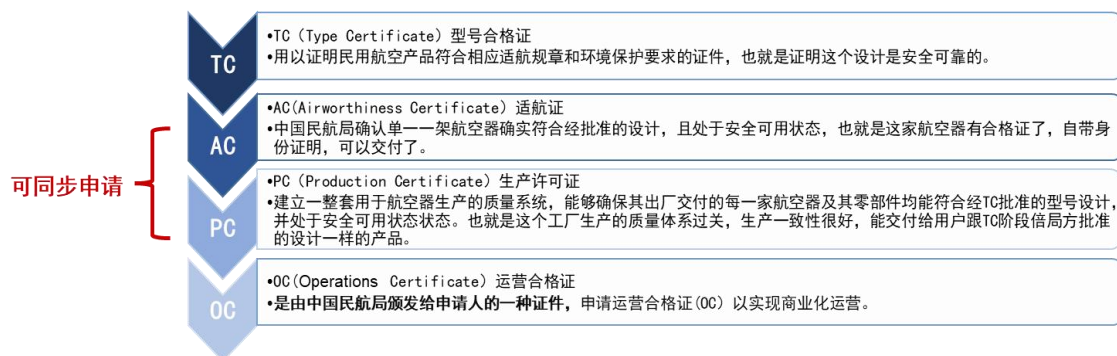 TC
•TC（Type Certificate）型号合格证
•用以证明民用航空产品符合相应适航规章和环境保护要求的证件，也就是证明这个设计是安全可靠的。
可同步申请
AC
•AC(Airworthiness Certificate）适航证
•中国民航局确认单一一架航空器确实符合经批准的设计，且处于安全可用状态，也就是这家航空器有合格证了，自带身
份证明，可以交付了。
PC
•PC（Production Certificate）生产许可证
•建立一整套用于航空器生产的质量系统，能够确保其出厂交付的每一家航空器及其零部件均能符合经TC批准的型号设计，
并处于安全可用状态状态。也就是这个工厂生产的质量体系过关，生产一致性很好，能交付给用户跟TC阶段倍局方批准
的设计一样的产品。
OC
•OC(Operations Certificate）运营合格证
•是由中国民航局颁发给申请人的一种证件，申请运营合格证(OC）以实现商业化运营。